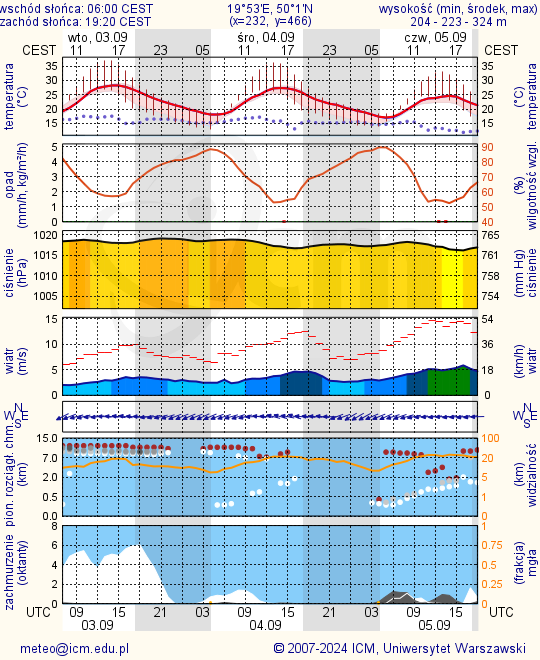 wschód słońca: 06:00 CEST 19°53'E, 50°1'N wysokość (min, środek, max)
zachód słońca: 19:20 CEST (x=232, y=466) 204 - 223 - 324 m
CEST wto, 03.09 śro, 04.09 czw, 05.09 CEST
11 17 23 05 11 17 23 05 11 17
temperatura (°C)
35 30 25 20 15
35 30 25 20 15
(°C) temperatura
opad (mm/h, kg/m²/h)
5 4 3 2 1 0
90 80 70 60 50 40
(%) wilgotność wzgl.
ciśnienie (hPa)
1020 1015 1010 1005
765 761 758 754
(mm Hg) ciśnienie
wiatr (m/s)
15 10 5 0
54 36 18 0
(km/h) wiatr
N W E S
N W E S
pion. rozciągł. chm. (km)
15.0 7.0 2.0 0.5 0.0
100 20 5 1 0
(km) widzialność
zachmurzenie (oktanty)
8 6 4 2 0
1 0.75 0.5 0.25 0
(frakcja) mgła
UTC 09 15 21 03 09 15 21 03 09 15 UTC
03.09 04.09 05.09
meteo@icm.edu.pl © 2007-2024 ICM, Uniwersytet Warszawski